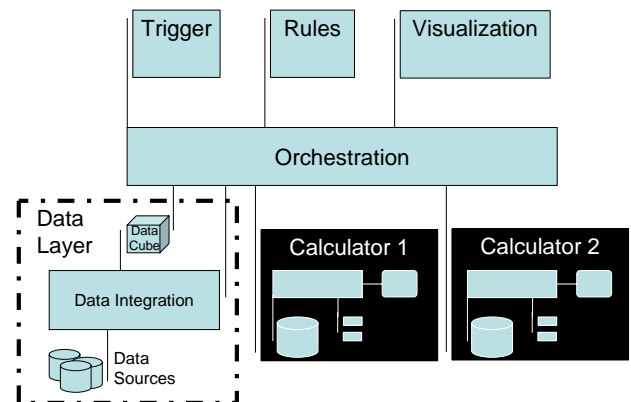 Trigger
Rules
Visualization
Orchestration
Data
Layer
Data
Cube
Data Integration
Data
Sources
Calculator 1
Calculator 2